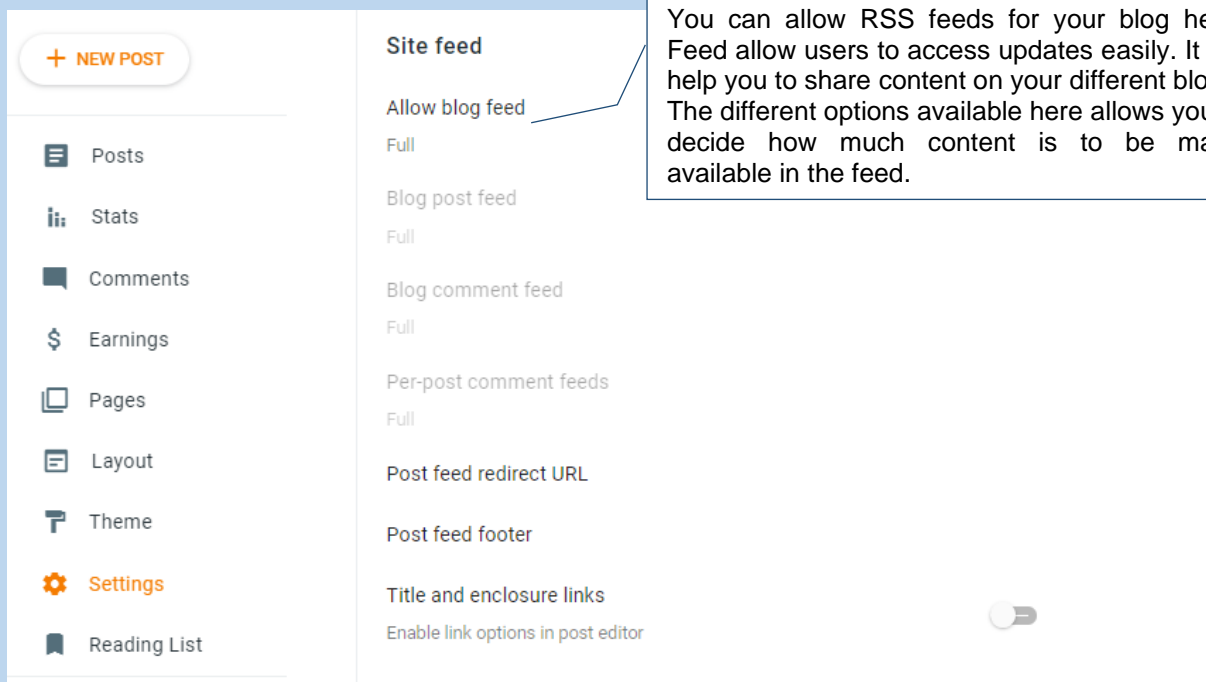 NEW POST
Posts
Stats
Comments
Earnings
Pages
Layout
Theme
Settings
Reading List
Site feed
Allow blog feed
Full
Blog post feed
Full
Blog comment feed
Full
Per-post comment feeds
Full
Post feed redirect URL
Post feed footer
Title and enclosure links
Enable link options in post editor
You can allow RSS feeds for your blog
Feed allow users to access updates easily. It
help you to share content on your different
The different options available here allows
decide how much content is to be
available in the feed.